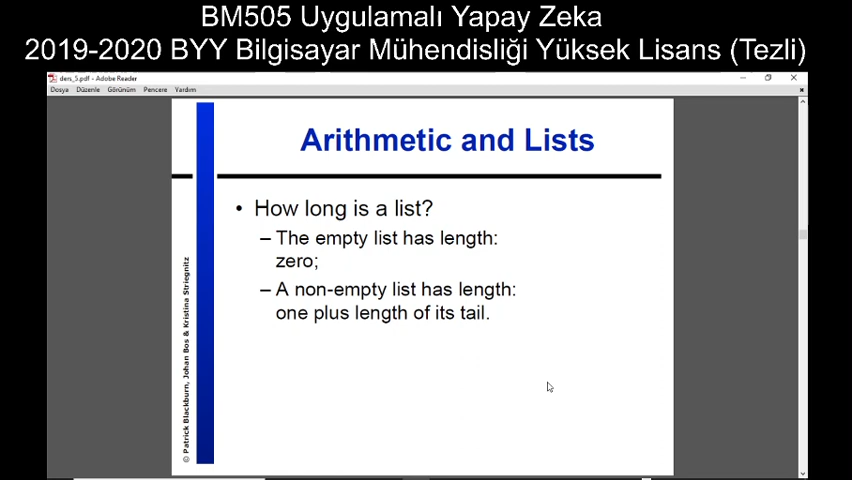 BM505 Uygulamalı Yapay Zeka
2019-2020 BYY Bilgisayar Mühendisliği Yüksek Lisans (Tezli)
ders_5.pdf - Adobe Reader
Dosya Düzenle Görünüm Pencere Yardım
Arithmetic and Lists
• How long is a list?
– The empty list has length:
zero;
– A non-empty list has length:
one plus length of its tail.
© Patrick Blackburn, Johan Bos & Kristina Striegnitz